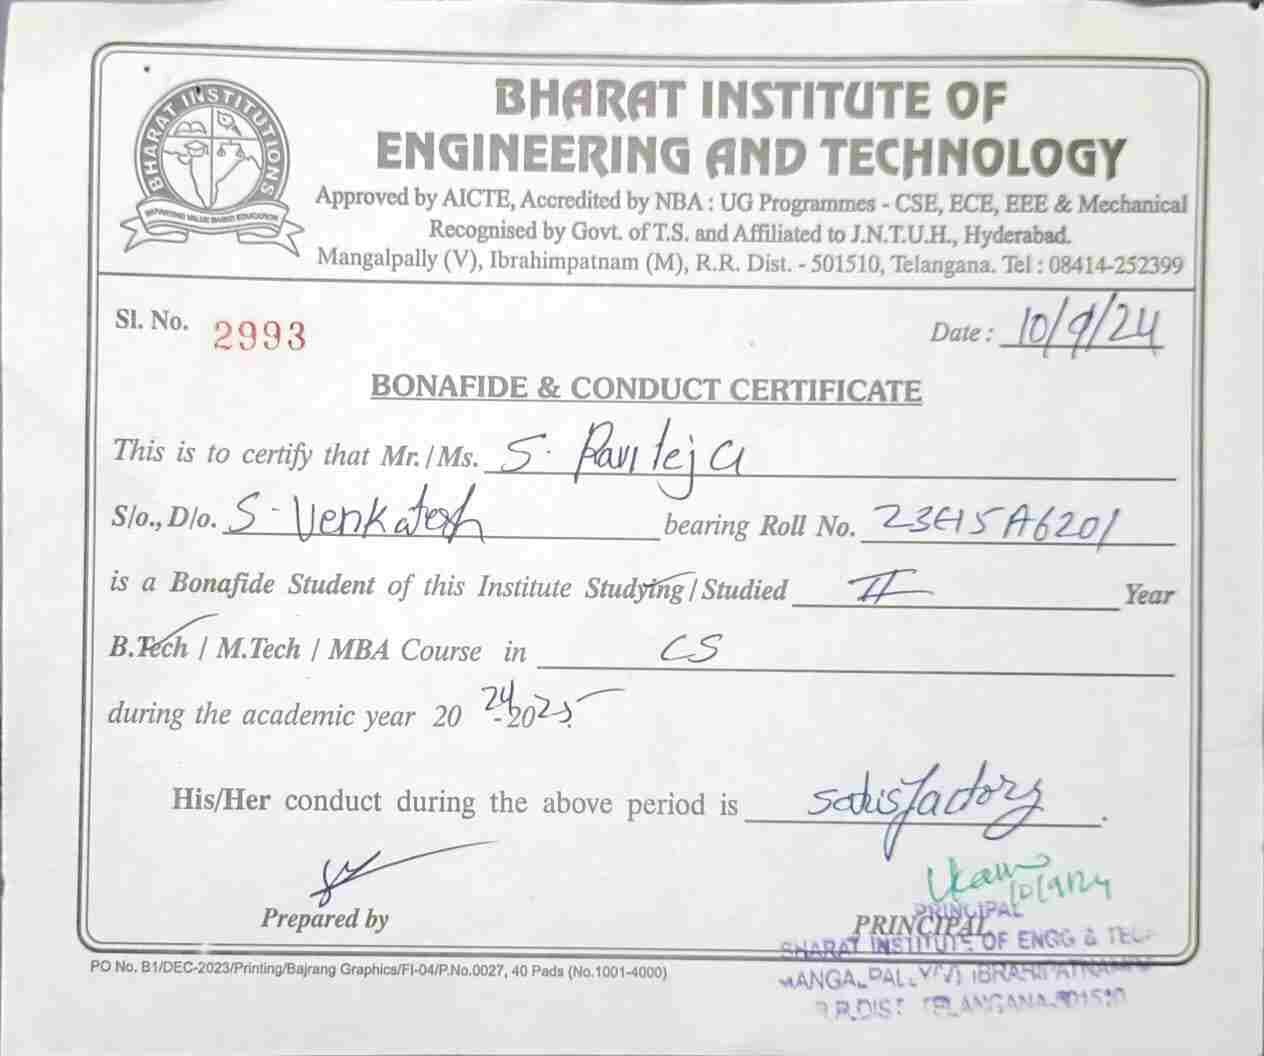 BHARAT INSTITUTIONS
IMPARTING VALUE BASED EDUCATION
BHARAT INSTITUTE OF
ENGINEERING AND TECHNOLOGY
Approved by AICTE, Accredited by NBA : UG Programmes - CSE, ECE, EEE & Mechanical
Recognised by Govt. of T.S. and Affiliated to J.N.T.U.H., Hyderabad.
Mangalpally (V), Ibrahimpatnam (M), R.R. Dist. - 501510, Telangana. Tel : 08414-252399
Sl. No. 2993
Date : 10/9/24
BONAFIDE & CONDUCT CERTIFICATE
This is to certify that Mr. / Ms. S. Raviteja
S/o., D/o. S. Venkatesh bearing Roll No. 23E15A6201
is a Bonafide Student of this Institute Studying / Studied II Year
B.Tech / M.Tech / MBA Course in CS
during the academic year 20 24-2025
His/Her conduct during the above period is satisfactory.
10/9/24
Prepared by
PRINCIPAL
PRINCIPAL
BHARAT INSTITUTE OF ENGG & TECH
MANGALPALLY (V) IBRAHIPATNAM
R.R.DIST TELANGANA-501510
PO No. B1/DEC-2023/Printing/Bajrang Graphics/FI-04/P.No.0027, 40 Pads (No.1001-4000)